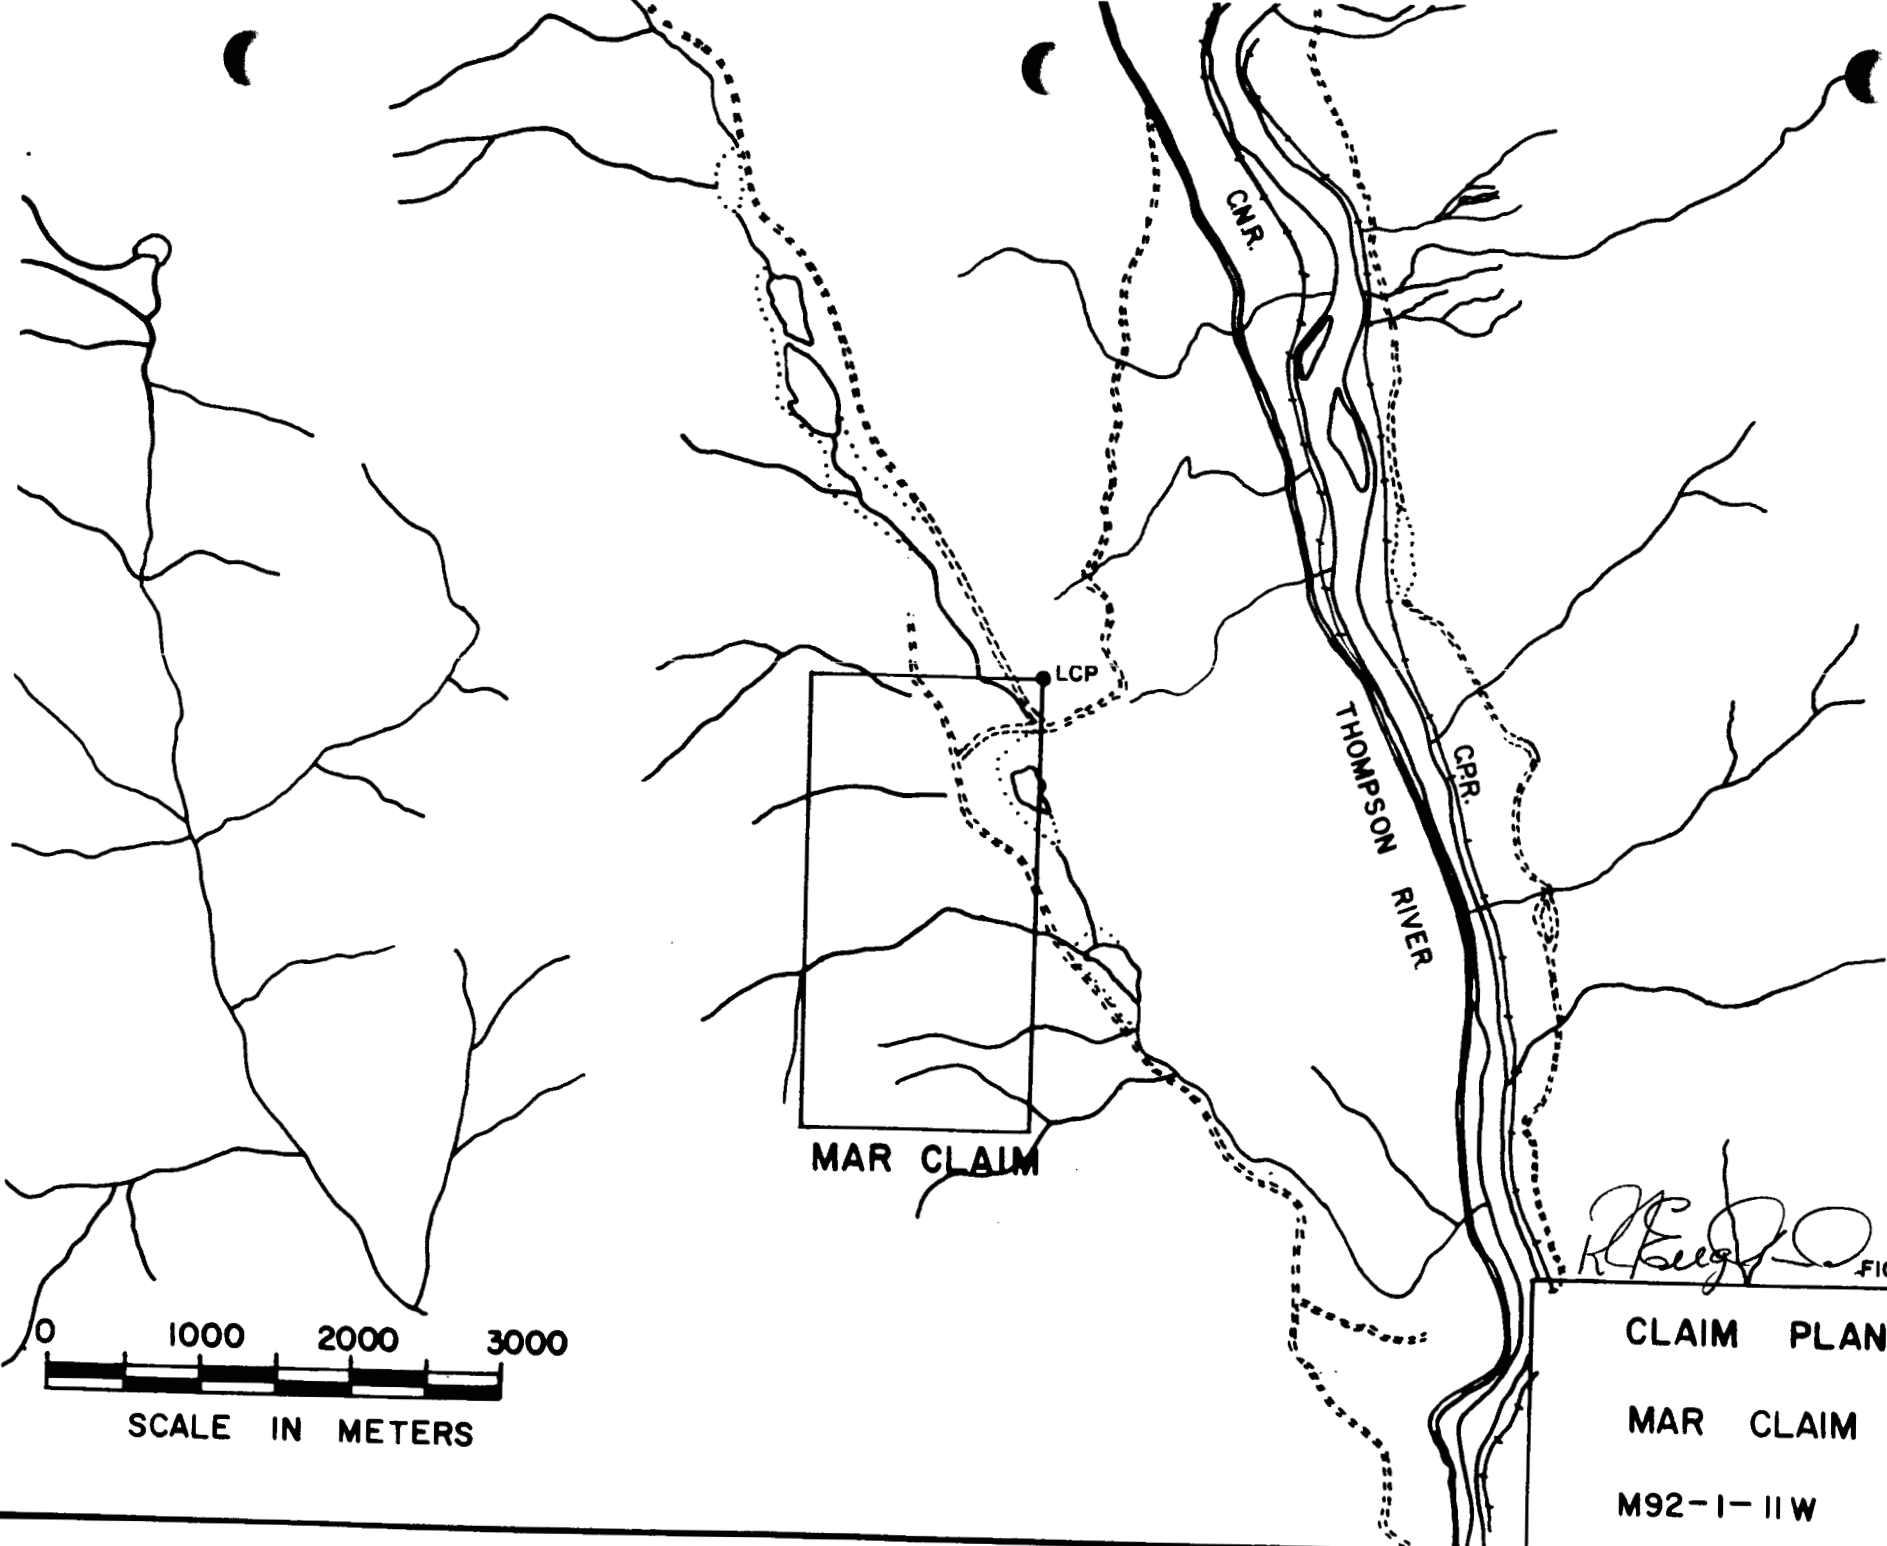 C.N.R.
LCP
THOMPSON RIVER
C.P.R.
MAR CLAIM
0 1000 2000 3000
SCALE IN METERS
CLAIM PLAN
MAR CLAIM
M92-1-11W